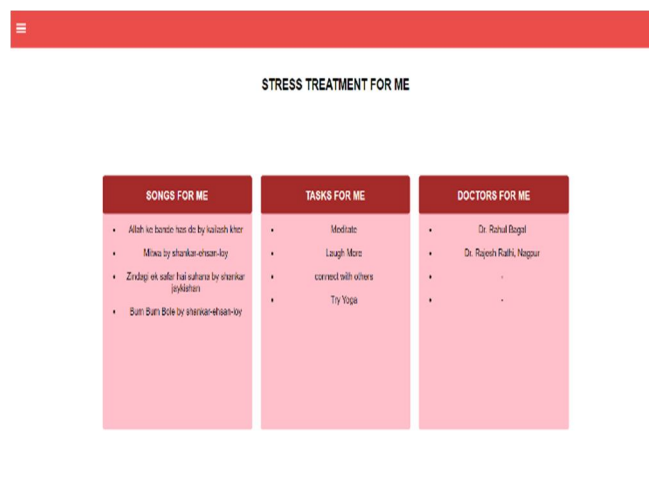 STRESS TREATMENT FOR ME
SONGS FOR ME
Allah ke bande has de by kailash kher
Mitwa by shankar-ehsan-loy
Zindagi ek safar hai suhana by shankar
jaykishan
Bum Bum Bole by shankar-ehsan-loy
TASKS FOR ME
Meditate
Laugh More
connect with others
Try Yoga
DOCTORS FOR ME
Dr. Rahul Bagal
Dr. Rajesh Rathi, Nagpur
-
-